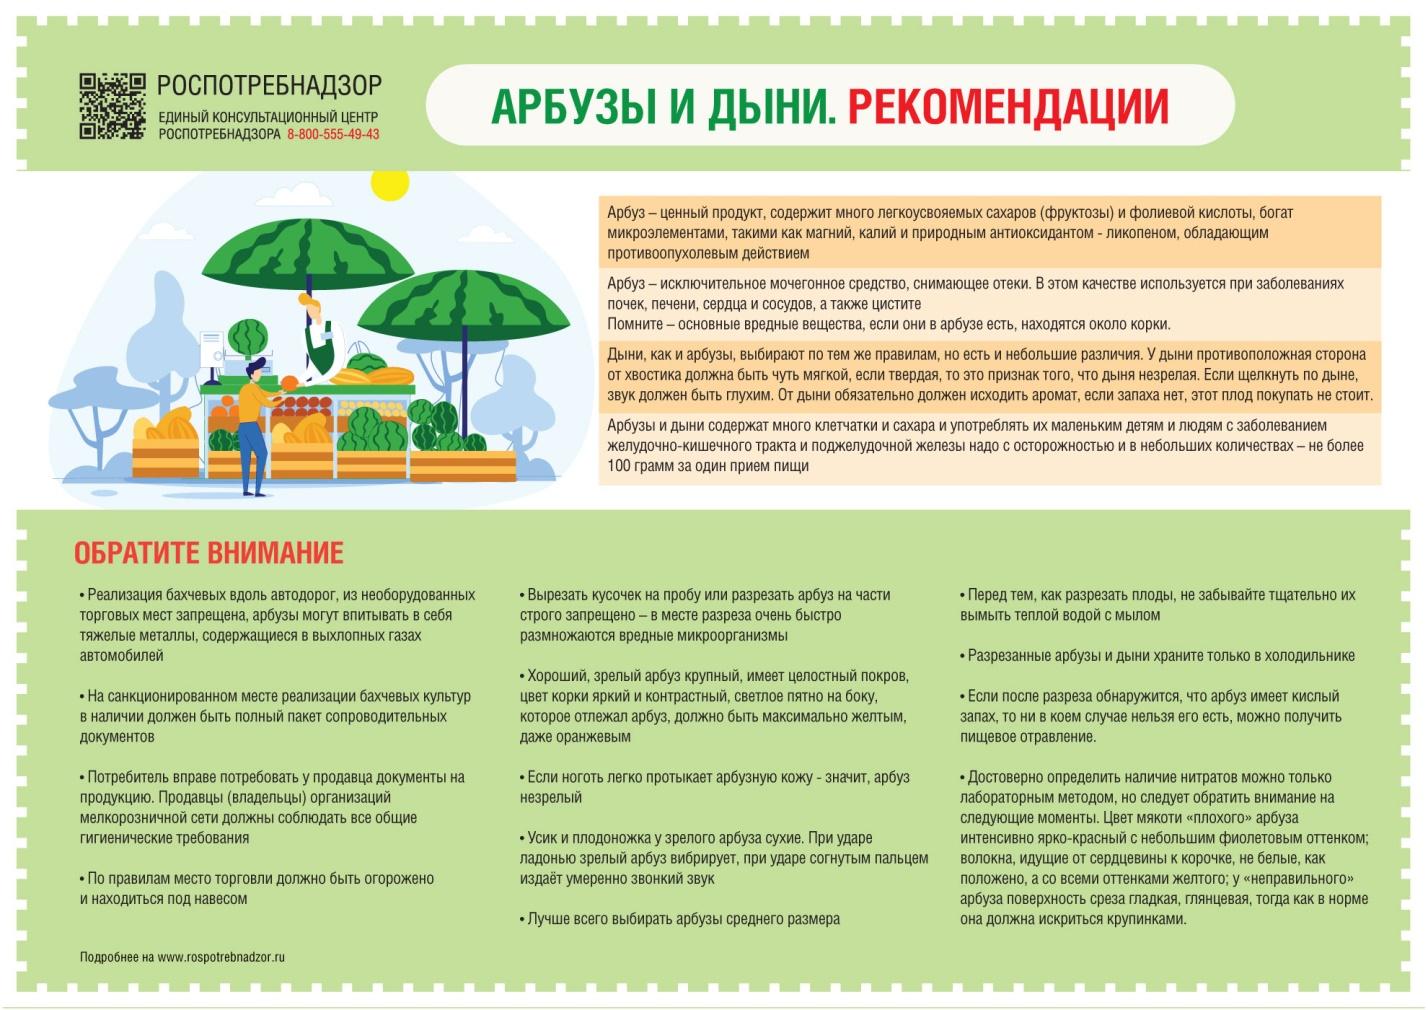 РОСПОТРЕБНАДЗОР
ЕДИНЫЙ КОНСУЛЬТАЦИОННЫЙ ЦЕНТР
РОСПОТРЕБНАДЗОРА 8-800-555-49-43
АРБУЗЫ И ДЫНИ. РЕКОМЕНДАЦИИ
Арбуз – ценный продукт, содержит много легкоусвояемых сахаров (фруктозы) и фолиевой кислоты, богат
микроэлементами, такими как магний, калий и природным антиоксидантом - ликопеном, обладающим
противоопухолевым действием
Арбуз – исключительное мочегонное средство, снимающее отеки. В этом качестве используется при заболеваниях
почек, печени, сердца и сосудов, а также цистите
Помните – основные вредные вещества, если они в арбузе есть, находятся около корки.
Дыни, как и арбузы, выбирают по тем же правилам, но есть и небольшие различия. У дыни противоположная сторона
от хвостика должна быть чуть мягкой, если твердая, то это признак того, что дыня незрелая. Если щелкнуть по дыне,
звук должен быть глухим. От дыни обязательно должен исходить аромат, если запаха нет, этот плод покупать не стоит.
Арбузы и дыни содержат много клетчатки и сахара и употреблять их маленьким детям и людям с заболеванием
желудочно-кишечного тракта и поджелудочной железы надо с осторожностью и в небольших количествах – не более
100 грамм за один прием пищи
ОБРАТИТЕ ВНИМАНИЕ
• Реализация бахчевых вдоль автодорог, из необорудованных
торговых мест запрещена, арбузы могут впитывать в себя
тяжелые металлы, содержащиеся в выхлопных газах
автомобилей
• На санкционированном месте реализации бахчевых культур
в наличии должен быть полный пакет сопроводительных
документов
• Потребитель вправе потребовать у продавца документы на
продукцию. Продавцы (владельцы) организаций
мелкорозничной сети должны соблюдать все общие
гигиенические требования
• По правилам место торговли должно быть огорожено
и находиться под навесом
• Вырезать кусочек на пробу или разрезать арбуз на части
строго запрещено – в месте разреза очень быстро
размножаются вредные микроорганизмы
• Хороший, зрелый арбуз крупный, имеет целостный покров,
цвет корки яркий и контрастный, светлое пятно на боку,
которое отлежал арбуз, должно быть максимально желтым,
даже оранжевым
• Если ноготь легко протыкает арбузную кожу - значит, арбуз
незрелый
• Усик и плодоножка у зрелого арбуза сухие. При ударе
ладонью зрелый арбуз вибрирует, при ударе согнутым пальцем
издаёт умеренно звонкий звук
• Лучше всего выбирать арбузы среднего размера
• Перед тем, как разрезать плоды, не забывайте тщательно их
вымыть теплой водой с мылом
• Разрезанные арбузы и дыни храните только в холодильнике
• Если после разреза обнаружится, что арбуз имеет кислый
запах, то ни в коем случае нельзя его есть, можно получить
пищевое отравление.
• Достоверно определить наличие нитратов можно только
лабораторным методом, но следует обратить внимание на
следующие моменты. Цвет мякоти «плохого» арбуза
интенсивно ярко-красный с небольшим фиолетовым оттенком;
волокна, идущие от сердцевины к корочке, не белые, как
положено, а со всеми оттенками желтого; у «неправильного»
арбуза поверхность среза гладкая, глянцевая, тогда как в норме
она должна искриться крупинками.
Подробнее на www.rospotrebnadzor.ru